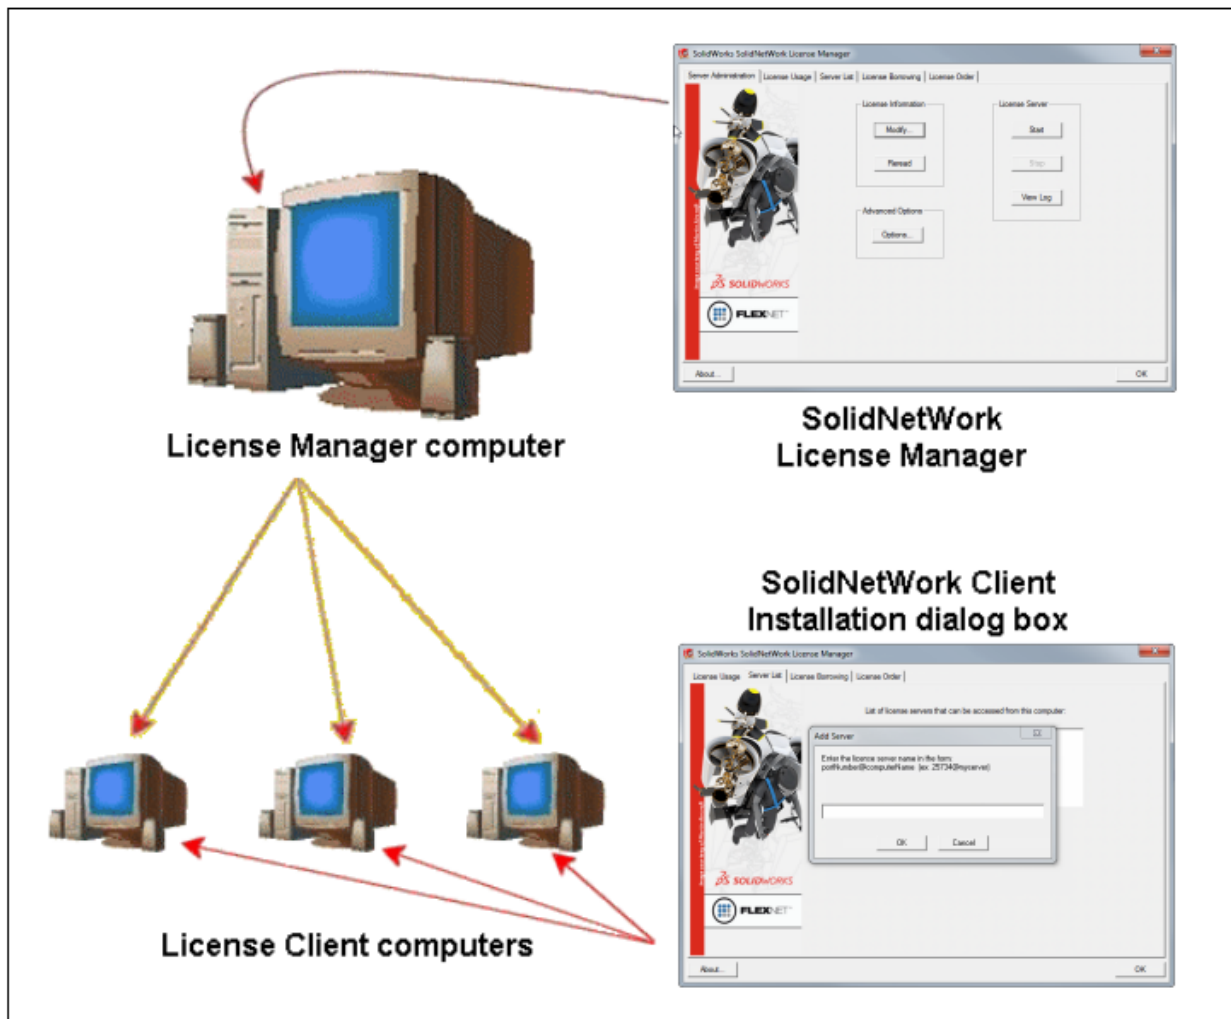 SolidWorks SolidNetWork License Manager
Server Administration License Usage Server List License Borrowing License Order
License Information
License Server
Modify...
Start
Reread
Stop
View Log
Advanced Options
Options...
SOLIDWORKS
FLEXNET™
About...
OK
License Manager computer
SolidNetWork
License Manager
SolidNetWork Client
Installation dialog box
SolidWorks SolidNetWork License Manager
License Usage Server List License Borrowing License Order
List of license servers that can be accessed from this computer:
Add Server
Enter the license server name in the form:
portNumber@computerName (ex: 25734@myserver)
OK Cancel
SOLIDWORKS
FLEXNET™
About...
OK
License Client computers